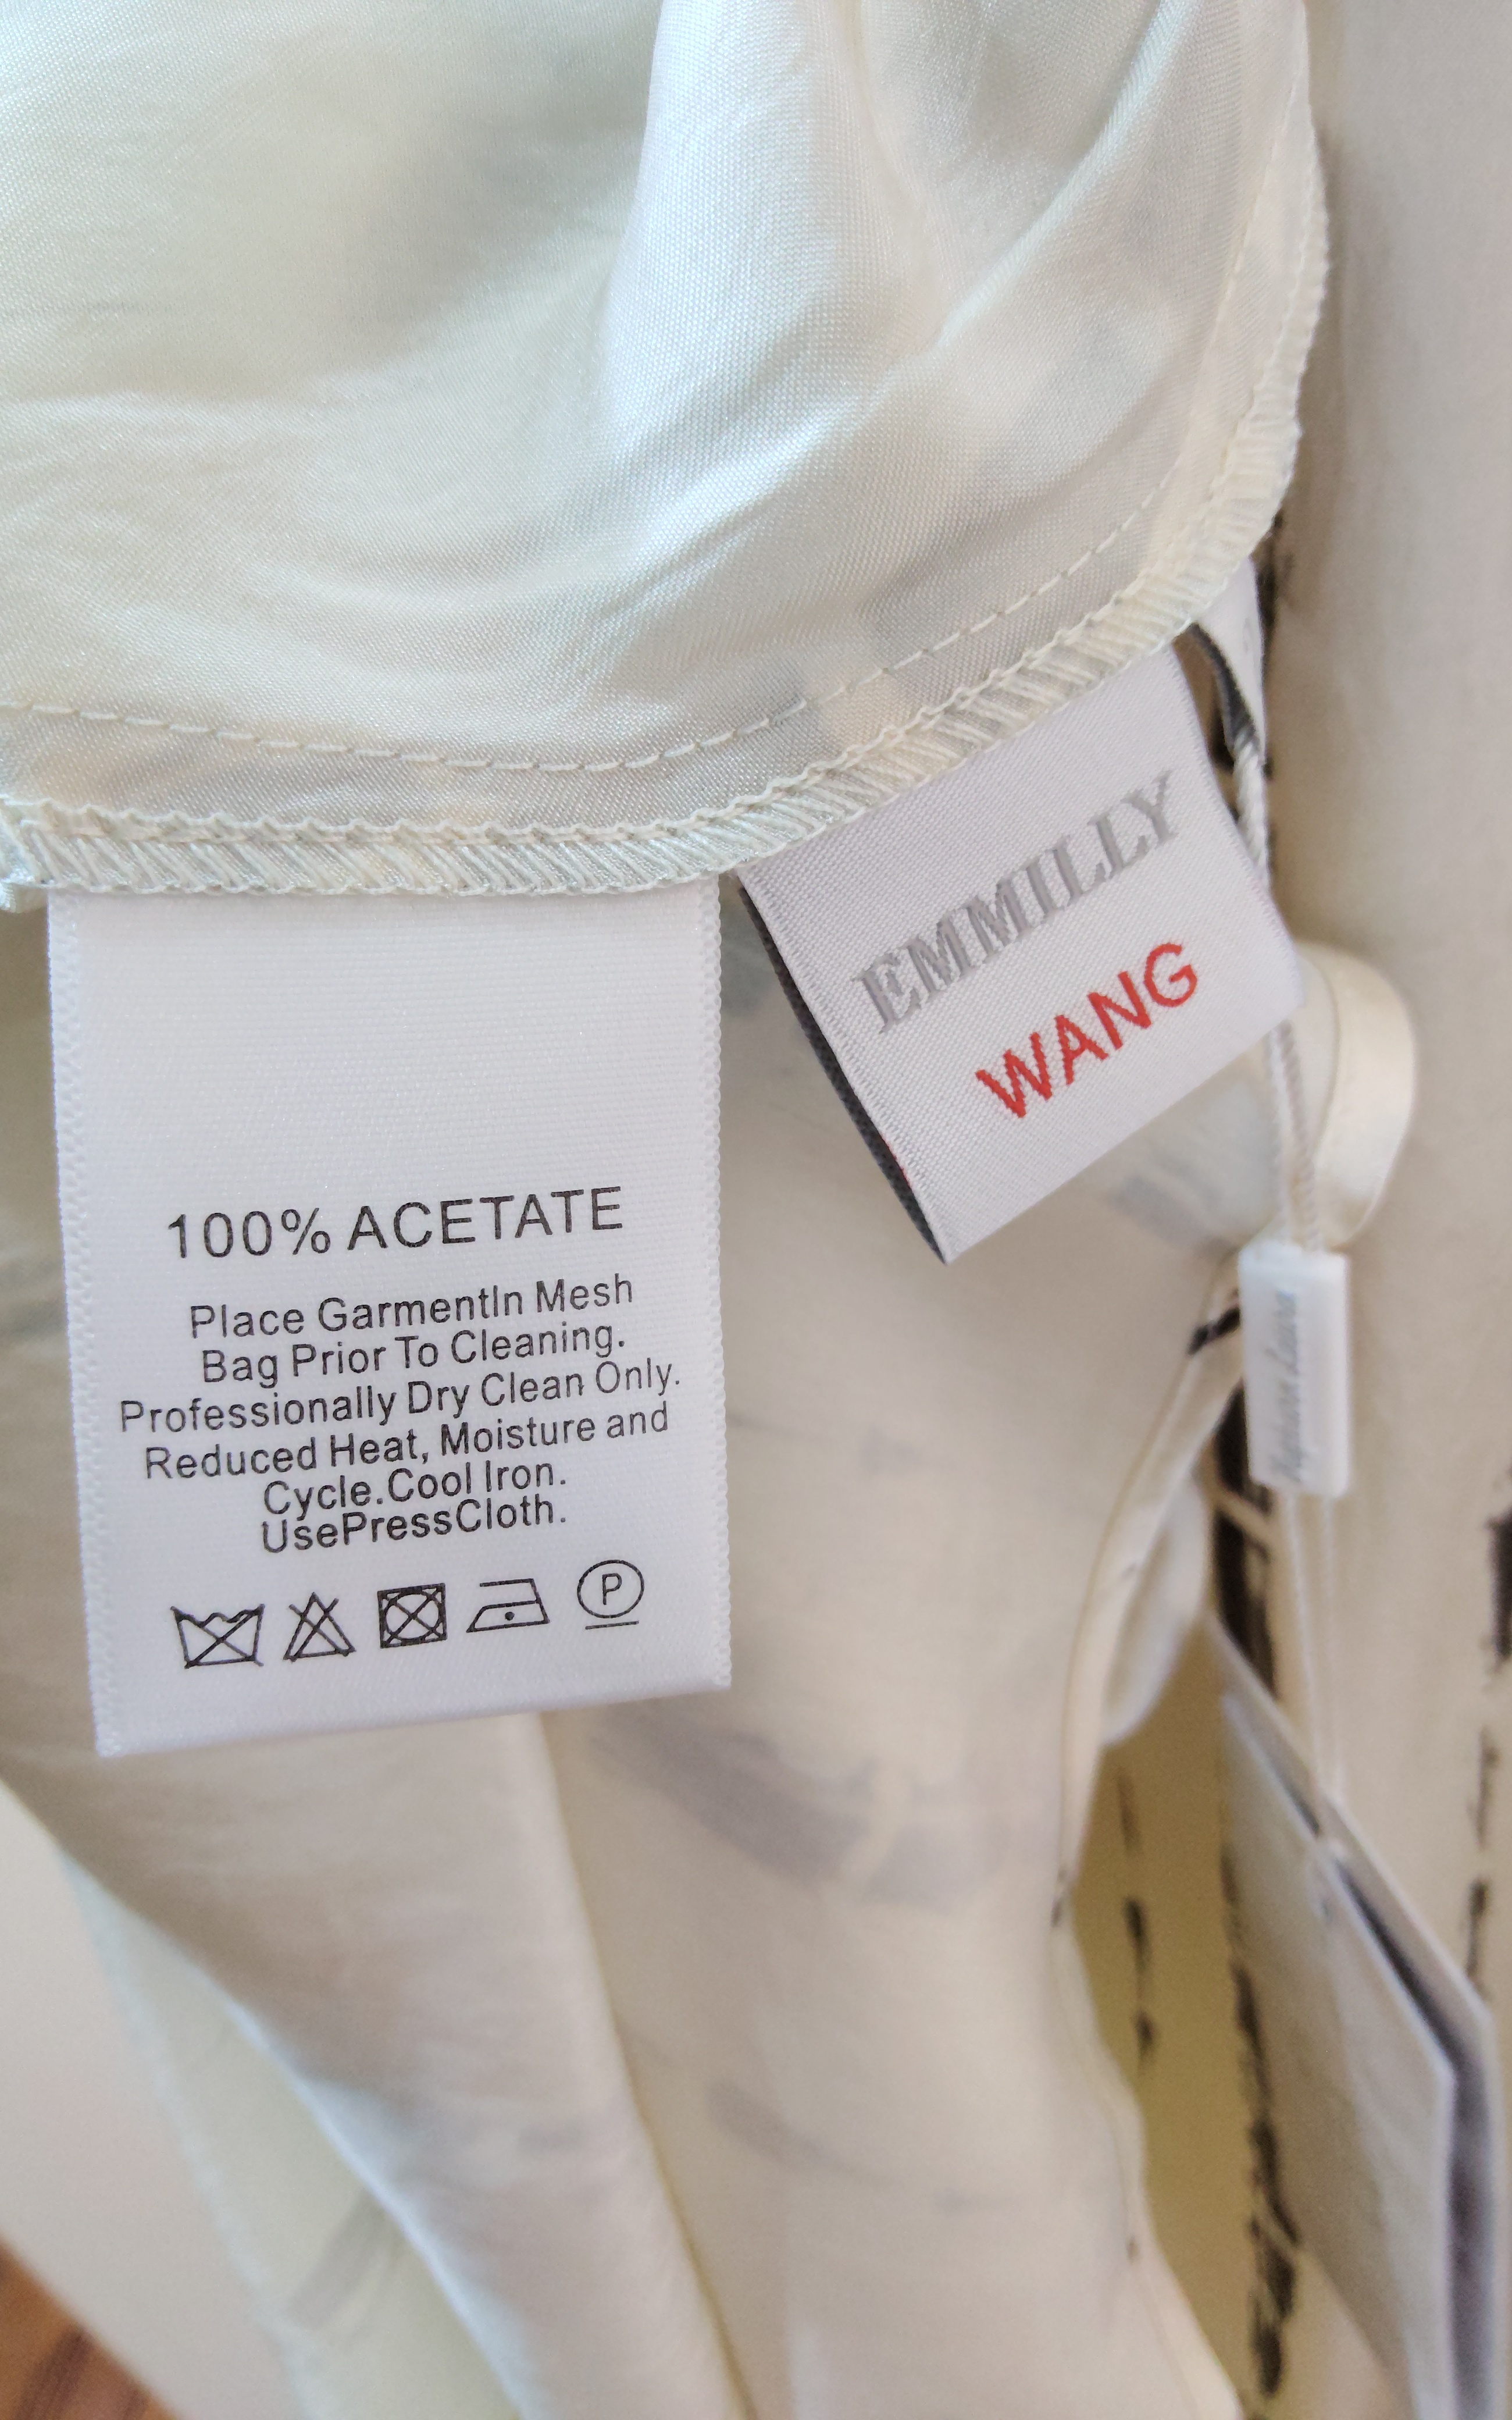 EMMILLY
WANG
100% ACETATE
Place GarmentIn Mesh
Bag Prior To Cleaning.
Professionally Dry Clean Only.
Reduced Heat, Moisture and
Cycle.Cool Iron.
UsePressCloth.
P